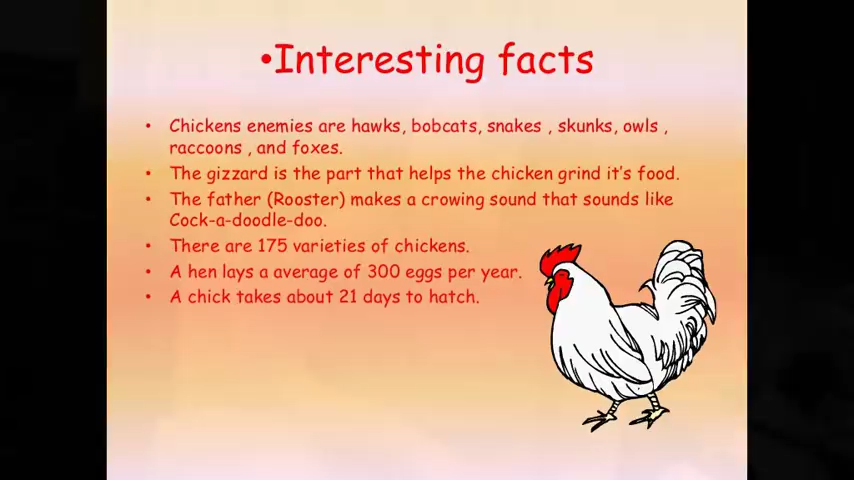 •Interesting facts
• Chickens enemies are hawks, bobcats, snakes , skunks, owls ,
raccoons , and foxes.
• The gizzard is the part that helps the chicken grind it's food.
• The father (Rooster) makes a crowing sound that sounds like
Cock-a-doodle-doo.
• There are 175 varieties of chickens.
• A hen lays a average of 300 eggs per year.
• A chick takes about 21 days to hatch.